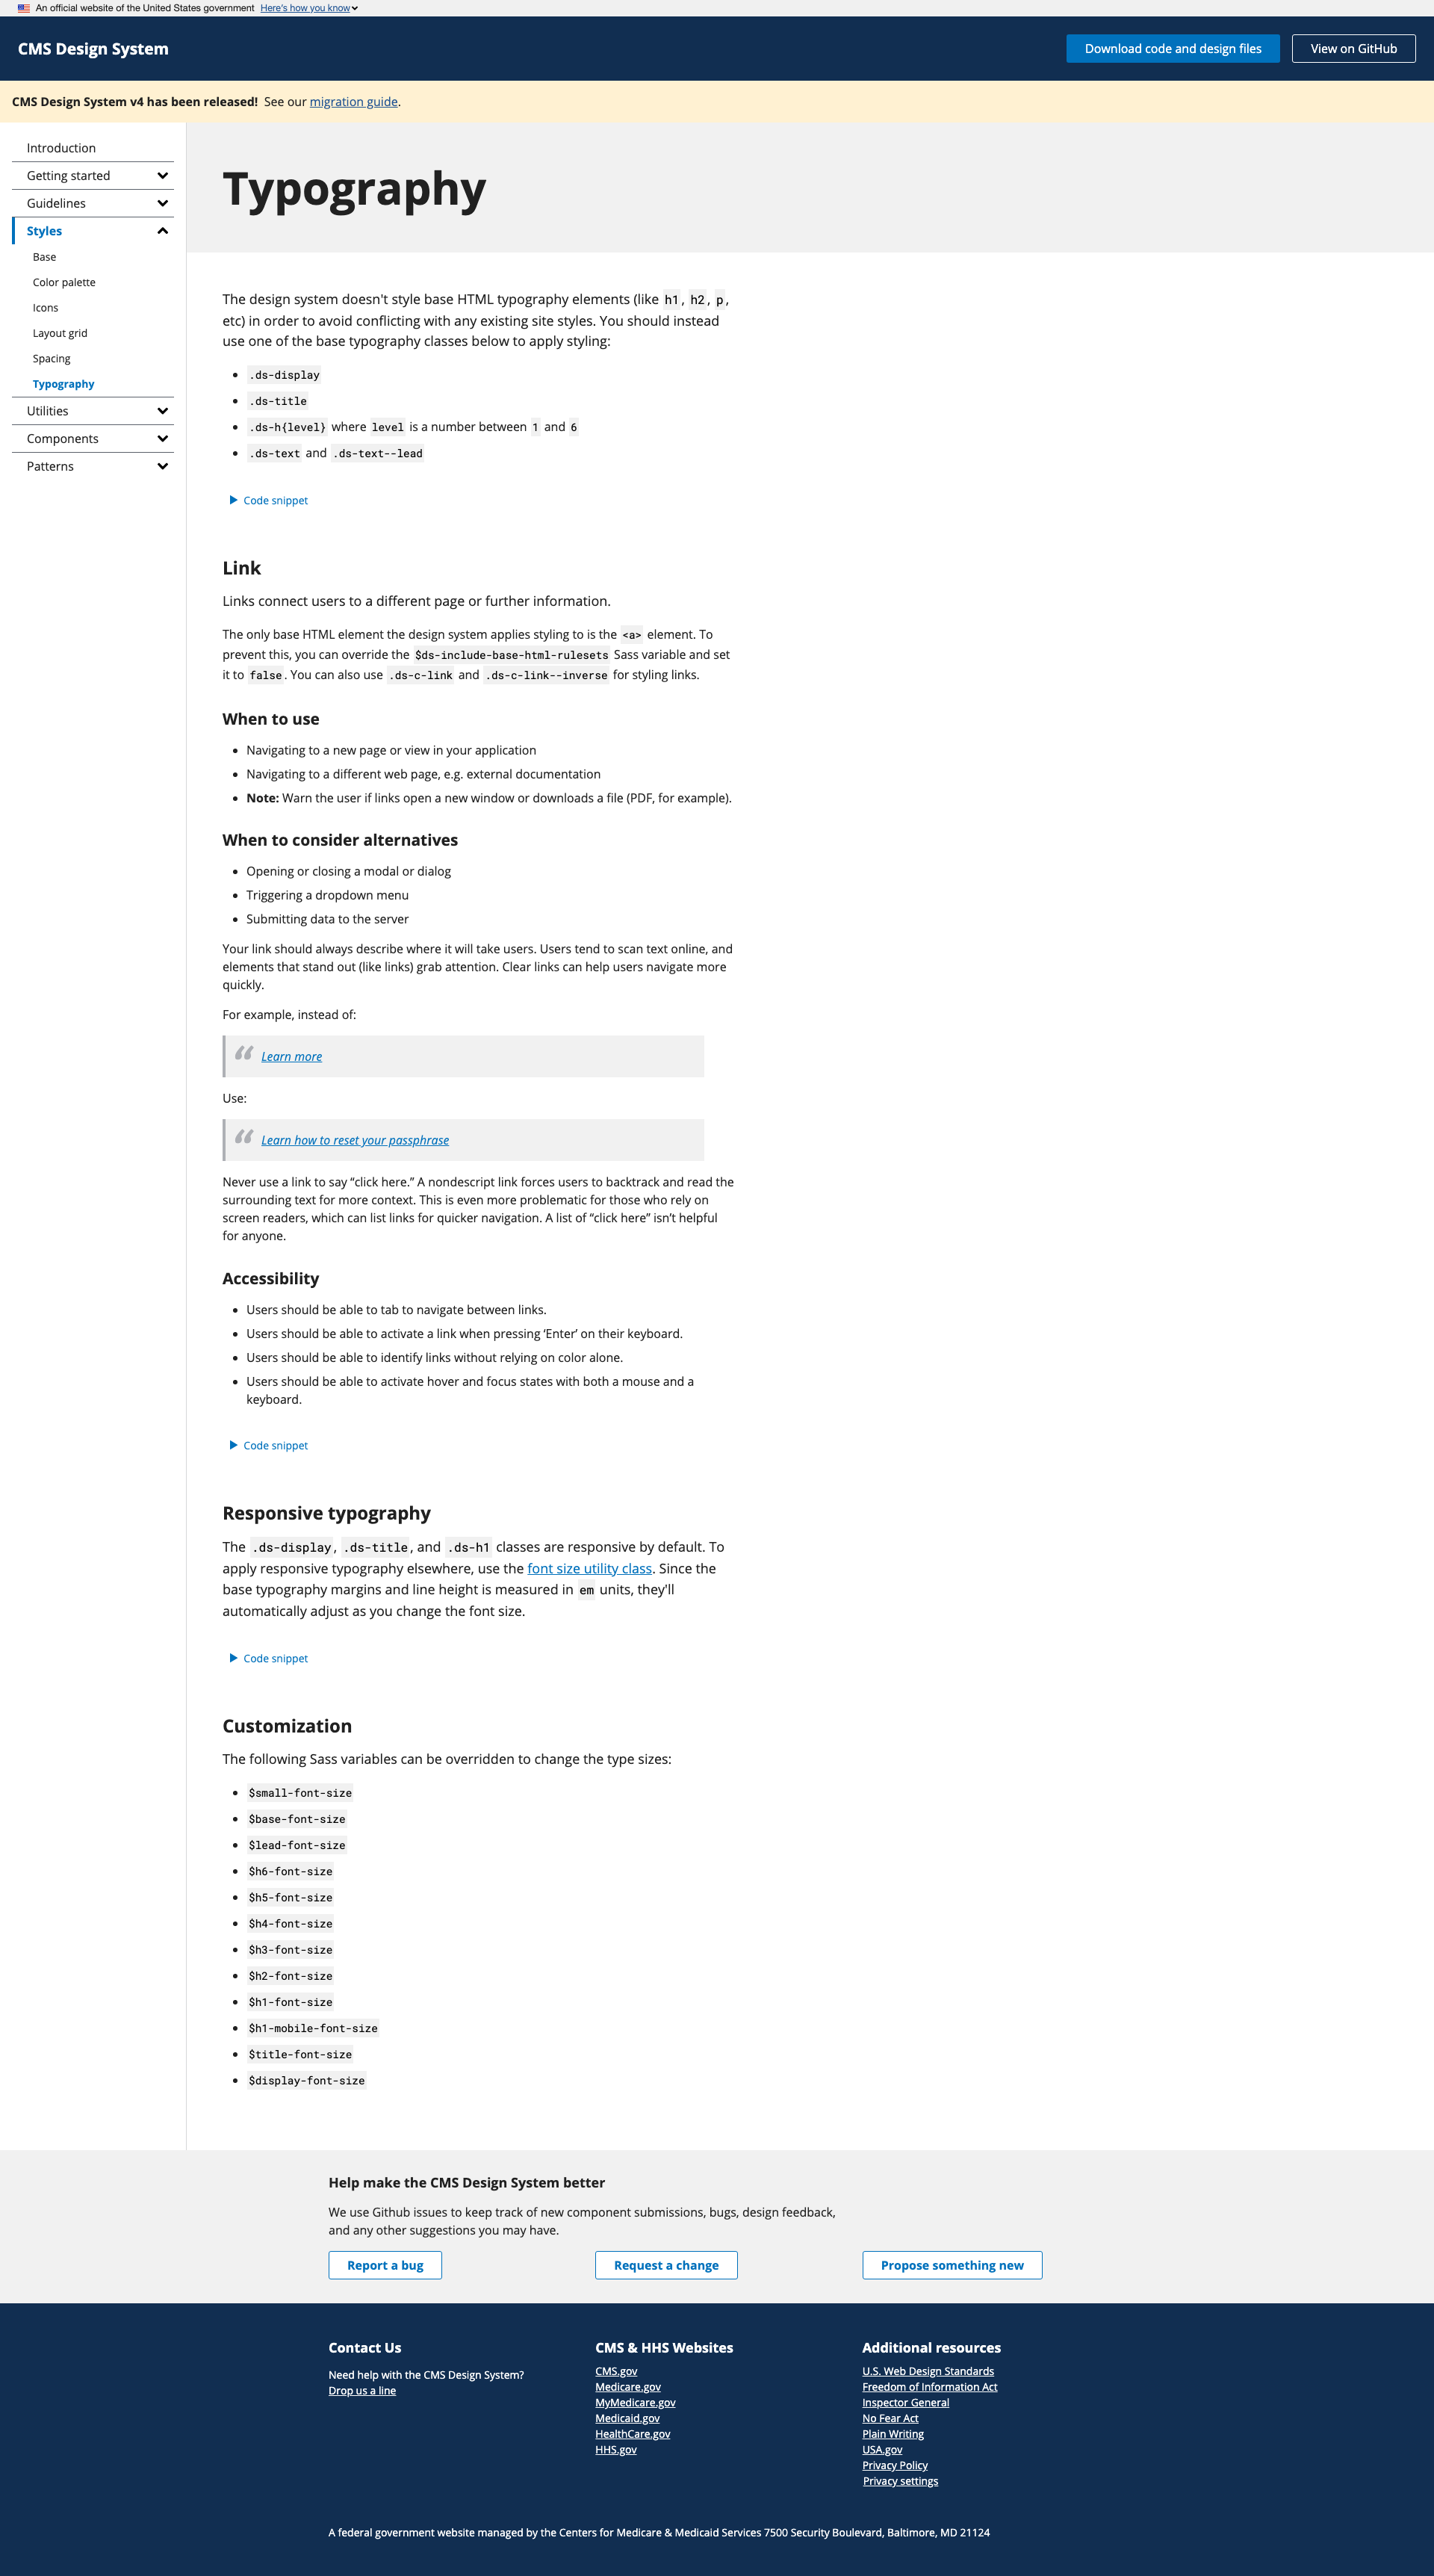 An official website of the United States government Here's how you know
CMS Design System
Download code and design files
View on GitHub
CMS Design System v4 has been released! See our migration guide.
Introduction
Getting started
Guidelines
Styles
Base
Color palette
Icons
Layout grid
Spacing
Typography
Utilities
Components
Patterns
Typography
The design system doesn't style base HTML typography elements (like h1, h2, p,
etc) in order to avoid conflicting with any existing site styles. You should instead
use one of the base typography classes below to apply styling:
.ds-display
.ds-title
.ds-h{level} where level is a number between 1 and 6
.ds-text and .ds-text--lead
Code snippet
Link
Links connect users to a different page or further information.
The only base HTML element the design system applies styling to is the <a> element. To
prevent this, you can override the $ds-include-base-html-rulesets Sass variable and set
it to false. You can also use .ds-c-link and .ds-c-link--inverse for styling links.
When to use
Navigating to a new page or view in your application
Navigating to a different web page, e.g. external documentation
Note: Warn the user if links open a new window or downloads a file (PDF, for example).
When to consider alternatives
Opening or closing a modal or dialog
Triggering a dropdown menu
Submitting data to the server
Your link should always describe where it will take users. Users tend to scan text online, and
elements that stand out (like links) grab attention. Clear links can help users navigate more
quickly.
For example, instead of:
“ Learn more
Use:
“ Learn how to reset your passphrase
Never use a link to say “click here.” A nondescript link forces users to backtrack and read the
surrounding text for more context. This is even more problematic for those who rely on
screen readers, which can list links for quicker navigation. A list of “click here” isn’t helpful
for anyone.
Accessibility
Users should be able to tab to navigate between links.
Users should be able to activate a link when pressing ‘Enter’ on their keyboard.
Users should be able to identify links without relying on color alone.
Users should be able to activate hover and focus states with both a mouse and a
keyboard.
Code snippet
Responsive typography
The .ds-display, .ds-title, and .ds-h1 classes are responsive by default. To
apply responsive typography elsewhere, use the font size utility class. Since the
base typography margins and line height is measured in em units, they'll
automatically adjust as you change the font size.
Code snippet
Customization
The following Sass variables can be overridden to change the type sizes:
$small-font-size
$base-font-size
$lead-font-size
$h6-font-size
$h5-font-size
$h4-font-size
$h3-font-size
$h2-font-size
$h1-font-size
$h1-mobile-font-size
$title-font-size
$display-font-size
Help make the CMS Design System better
We use Github issues to keep track of new component submissions, bugs, design feedback,
and any other suggestions you may have.
Report a bug
Request a change
Propose something new
Contact Us
Need help with the CMS Design System?
Drop us a line
CMS & HHS Websites
CMS.gov
Medicare.gov
MyMedicare.gov
Medicaid.gov
HealthCare.gov
HHS.gov
Additional resources
U.S. Web Design Standards
Freedom of Information Act
Inspector General
No Fear Act
Plain Writing
USA.gov
Privacy Policy
Privacy settings
A federal government website managed by the Centers for Medicare & Medicaid Services 7500 Security Boulevard, Baltimore, MD 21124